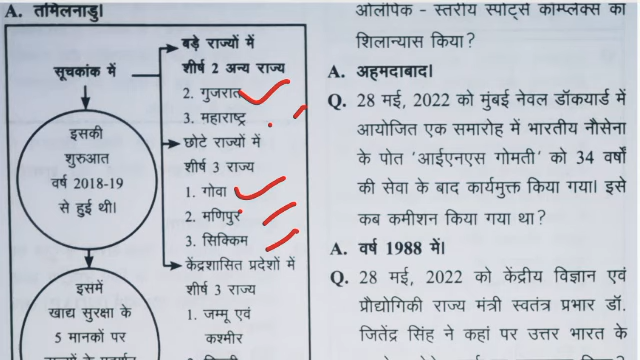 A. तमिलनाडु।
सूचकांक में
इसकी
शुरुआत
वर्ष 2018-19
से हुई थी।
इसमें
खाद्य सुरक्षा के
5 मानकों पर
बड़े राज्यों में
शीर्ष 2 अन्य राज्य
2. गुजरात
3. महाराष्ट्र
छोटे राज्यों में
शीर्ष 3 राज्य
1. गोवा
2. मणिपुर
3. सिक्किम
केंद्रशासित प्रदेशों में
शीर्ष 3 राज्य
1. जम्मू एवं
कश्मीर
ओलंपिक - स्तरीय स्पोर्ट्स कॉम्प्लेक्स का
शिलान्यास किया?
A. अहमदाबाद।
Q. 28 मई, 2022 को मुंबई नेवल डॉकयार्ड में
आयोजित एक समारोह में भारतीय नौसेना
के पोत 'आईएनएस गोमती' को 34 वर्षों
की सेवा के बाद कार्यमुक्त किया गया। इसे
कब कमीशन किया गया था?
A. वर्ष 1988 में।
Q. 28 मई, 2022 को केंद्रीय विज्ञान एवं
प्रौद्योगिकी राज्य मंत्री स्वतंत्र प्रभार डॉ.
जितेंद्र सिंह ने कहां पर उत्तर भारत के